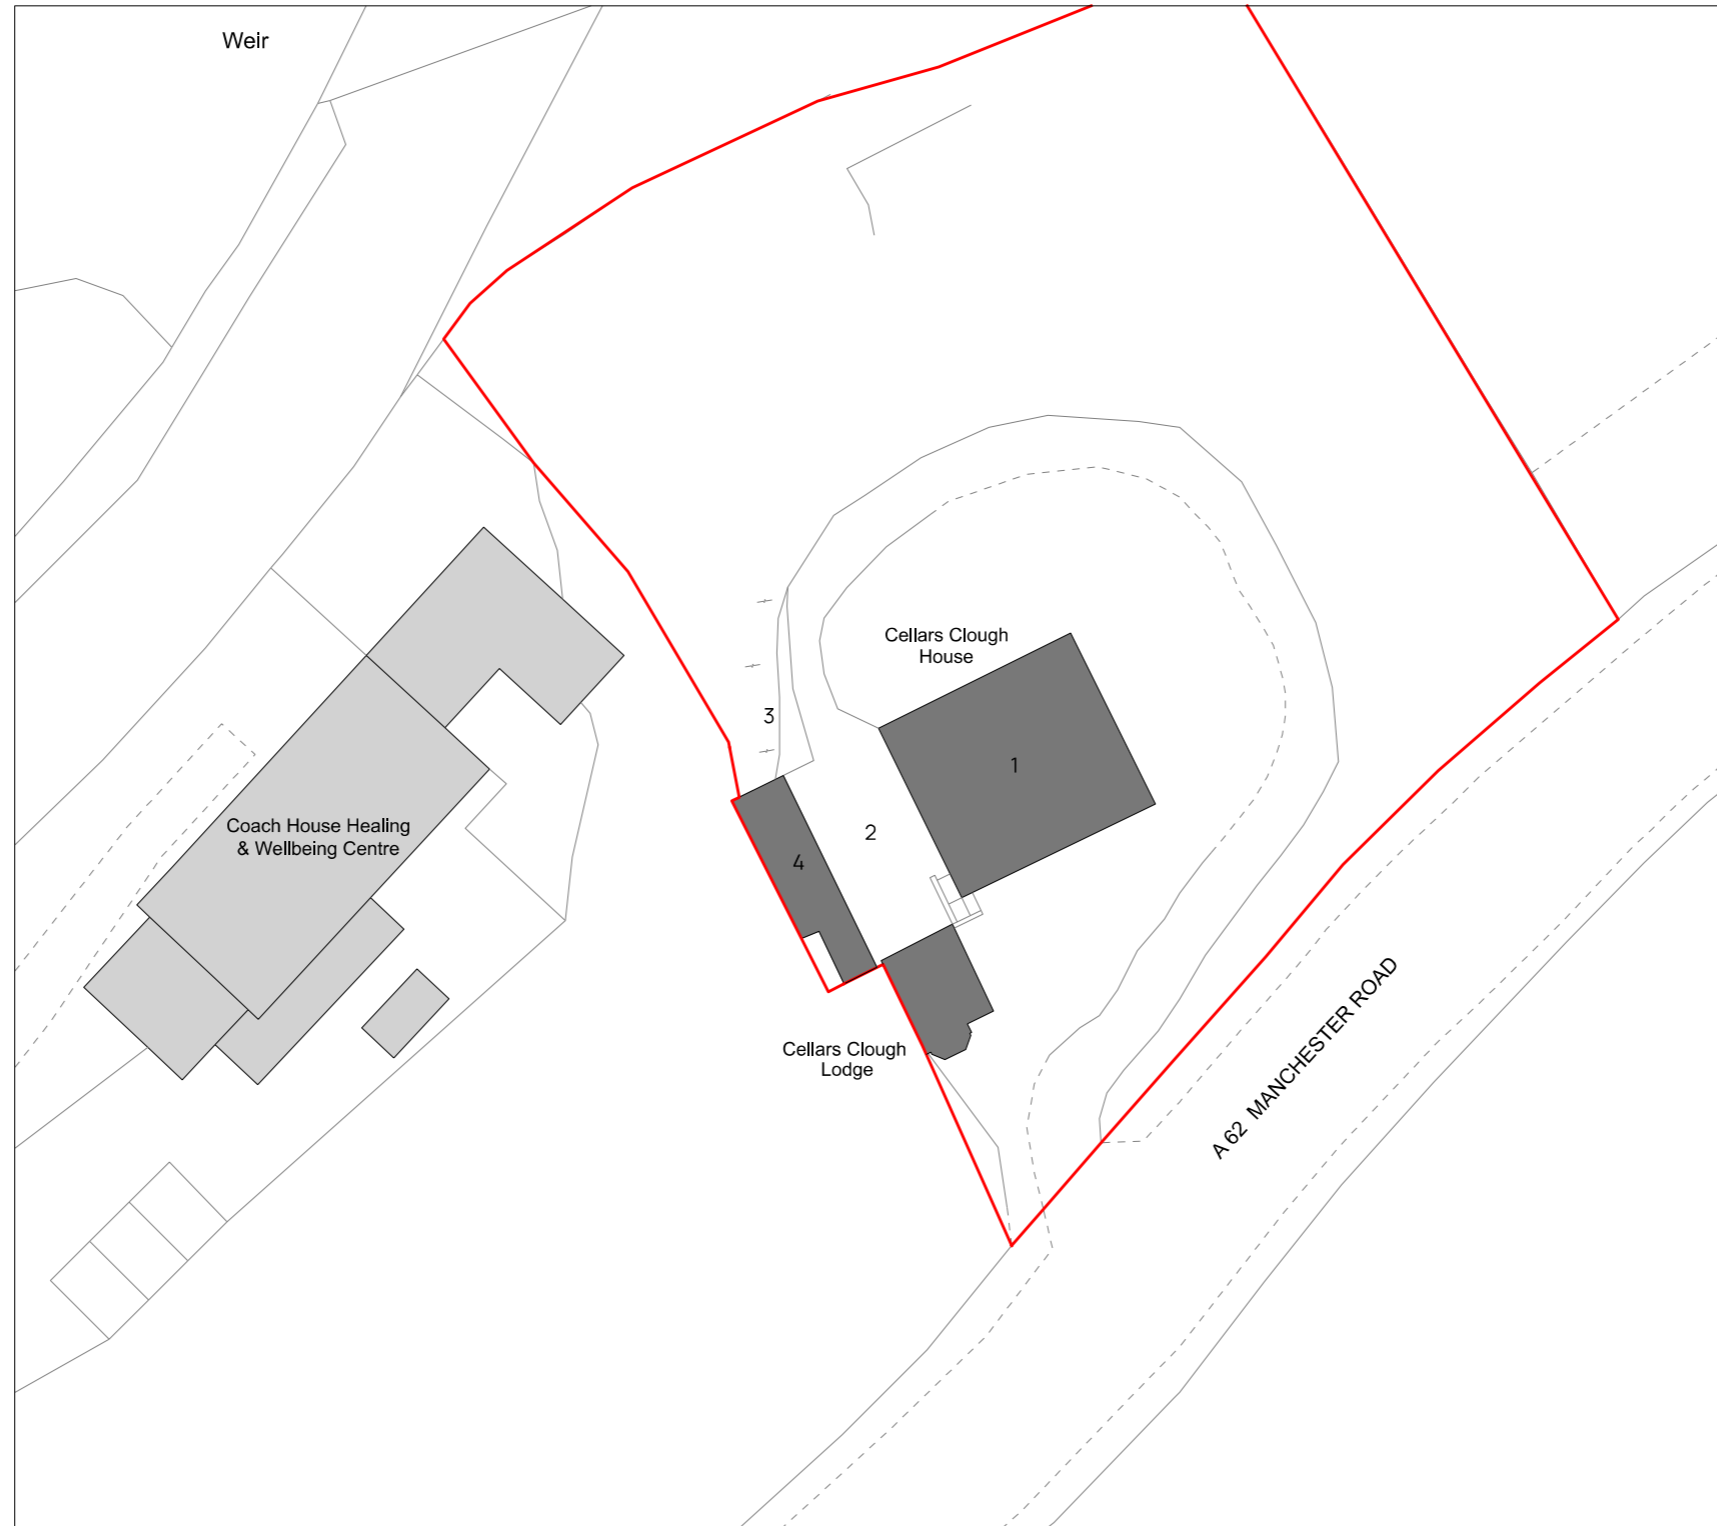 Weir
Cellars Clough
House
3
1
Coach House Healing
& Wellbeing Centre
2
4
Cellars Clough
Lodge
A 62 MANCHESTER ROAD